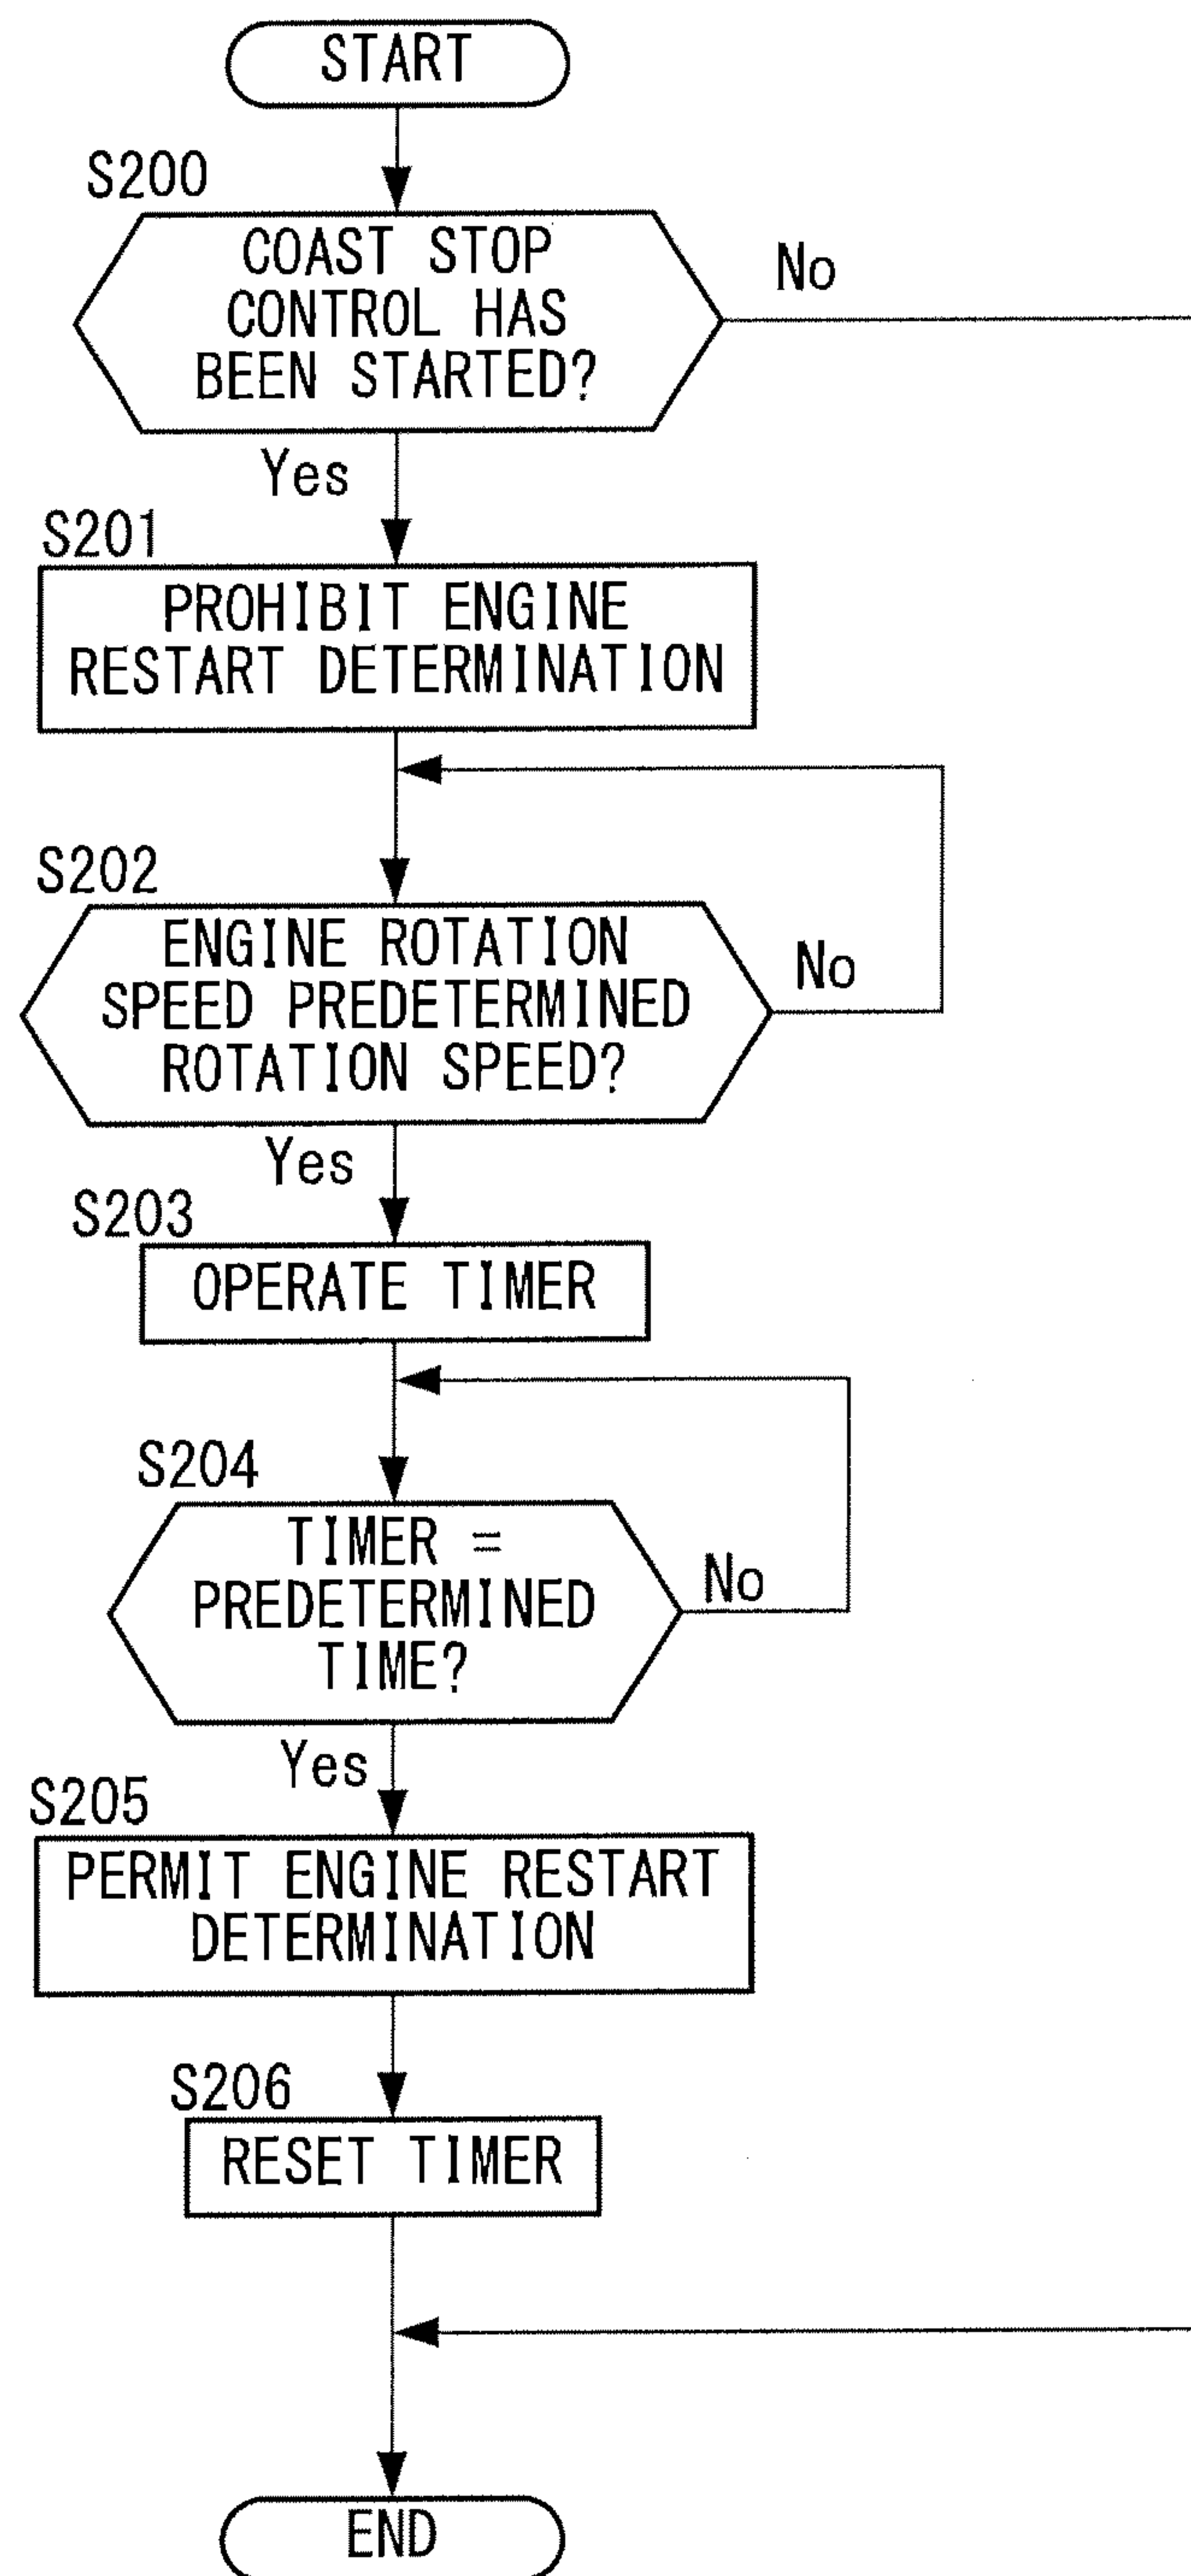 START
S200
COAST STOP
CONTROL HAS
BEEN STARTED?
No
Yes
S201
PROHIBIT ENGINE
RESTART DETERMINATION
S202
ENGINE ROTATION
SPEED PREDETERMINED
ROTATION SPEED?
No
Yes
S203
OPERATE TIMER
S204
TIMER =
PREDETERMINED
TIME?
No
Yes
S205
PERMIT ENGINE RESTART
DETERMINATION
S206
RESET TIMER
END